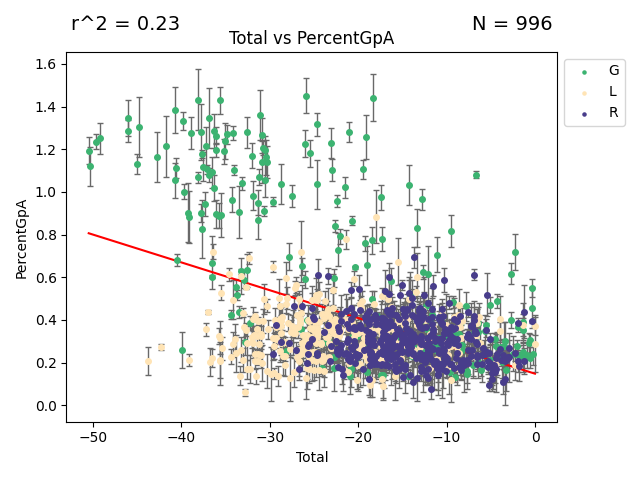 r^2 = 0.23
N = 996
Total vs PercentGpA
G
L
R
1.6
1.4
1.2
1.0
0.8
0.6
0.4
0.2
0.0
PercentGpA
−50
−40
−30
−20
−10
0
Total